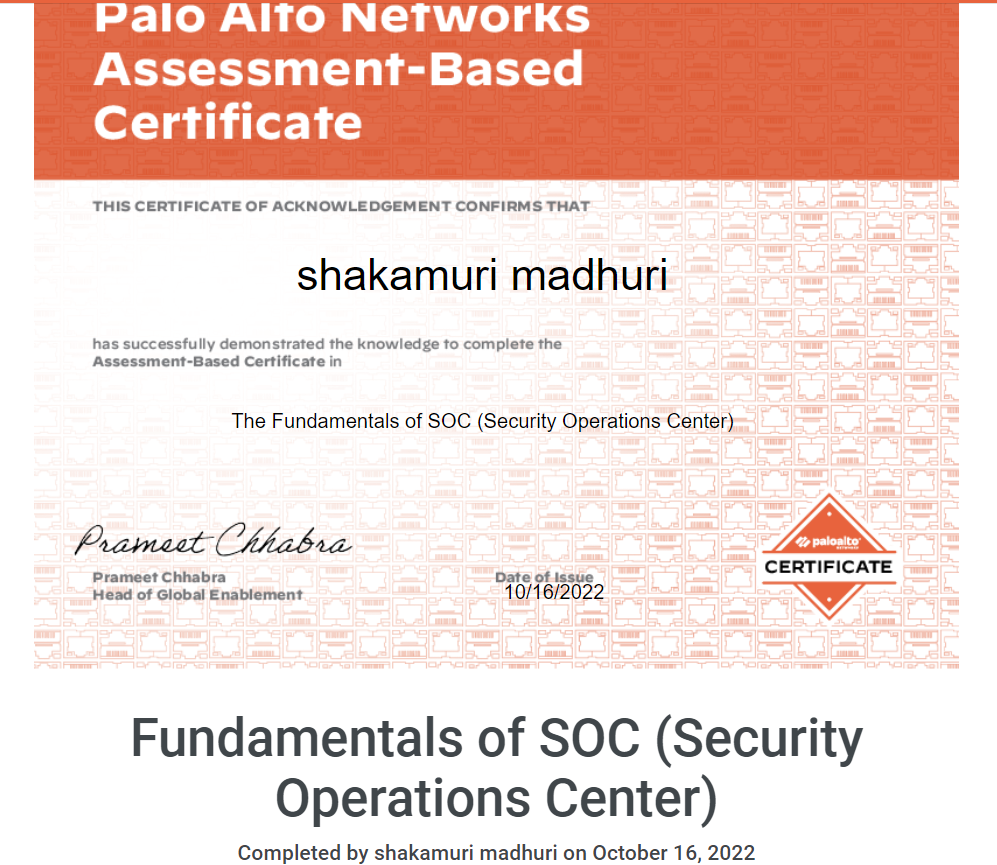 Palo Alto Networks
Assessment-Based
Certificate
THIS CERTIFICATE OF ACKNOWLEDGEMENT CONFIRMS THAT
shakamuri madhuri
has successfully demonstrated the knowledge to complete the
Assessment-Based Certificate in
The Fundamentals of SOC (Security Operations Center)
Prameet Chhabra
Prameet Chhabra
Head of Global Enablement
Date of Issue
10/16/2022
paloalto
NETWORKS
CERTIFICATE
Fundamentals of SOC (Security
Operations Center)
Completed by shakamuri madhuri on October 16, 2022